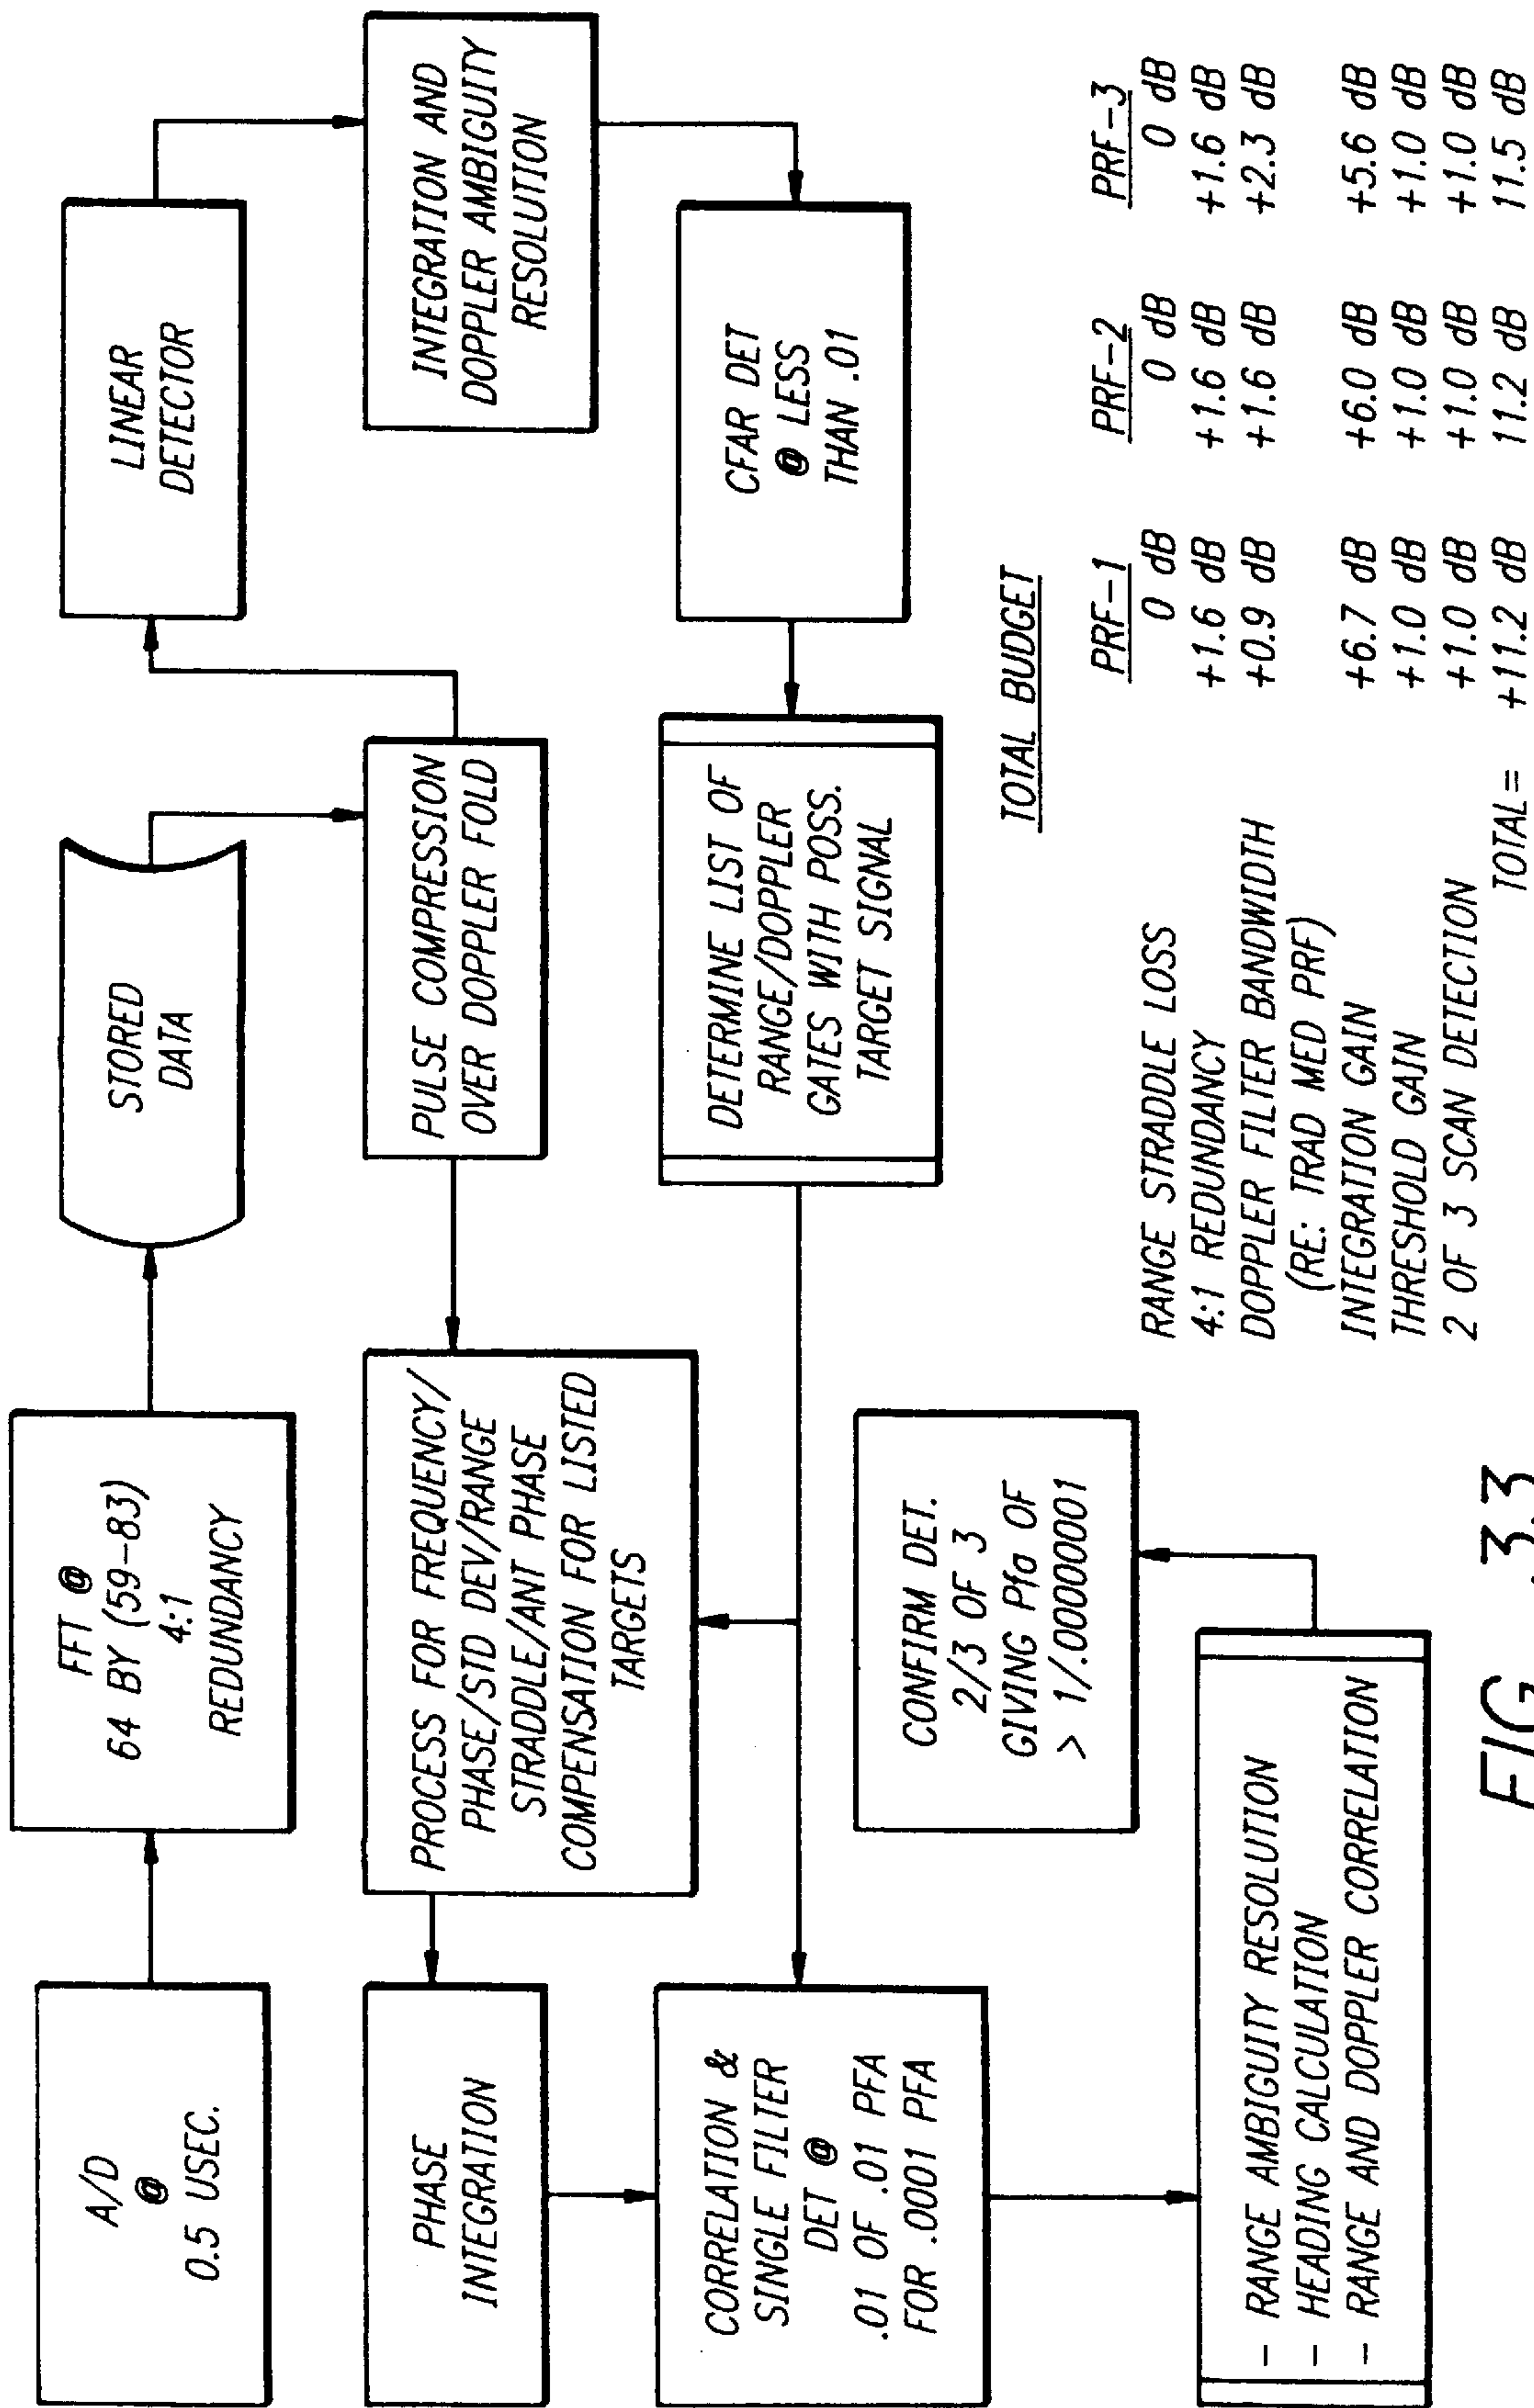 A/D
@
0.5 USEC.
FFT @
64 BY (59-83)
4:1
REDUNDANCY
STORED
DATA
LINEAR
DETECTOR
PHASE
INTEGRATION
PROCESS FOR FREQUENCY/
PHASE/STD DEV/RANGE
STRADDLE/ANT PHASE
COMPENSATION FOR LISTED
TARGETS
PULSE COMPRESSION
OVER DOPPLER FOLD
INTEGRATION AND
DOPPLER AMBIGUITY
RESOLUTION
CORRELATION &
SINGLE FILTER
DET @
.01 OF .01 PFA
FOR .0001 PFA
DETERMINE LIST OF
RANGE/DOPPLER
GATES WITH POSS.
TARGET SIGNAL
CFAR DET
@ LESS
THAN .01
CONFIRM DET.
2/3 OF 3
GIVING Pfa OF
> 1/.00000001
- RANGE AMBIGUITY RESOLUTION
- HEADING CALCULATION
- RANGE AND DOPPLER CORRELATION
TOTAL BUDGET
PRF-1 PRF-2 PRF-3
RANGE STRADDLE LOSS 0 dB 0 dB 0 dB
4:1 REDUNDANCY +1.6 dB +1.6 dB +1.6 dB
DOPPLER FILTER BANDWIDTH +0.9 dB +1.6 dB +2.3 dB
(RE: TRAD MED PRF)
INTEGRATION GAIN +6.7 dB +6.0 dB +5.6 dB
THRESHOLD GAIN +1.0 dB +1.0 dB +1.0 dB
2 OF 3 SCAN DETECTION +1.0 dB +1.0 dB +1.0 dB
TOTAL= +11.2 dB 11.2 dB 11.5 dB
FIG. 33